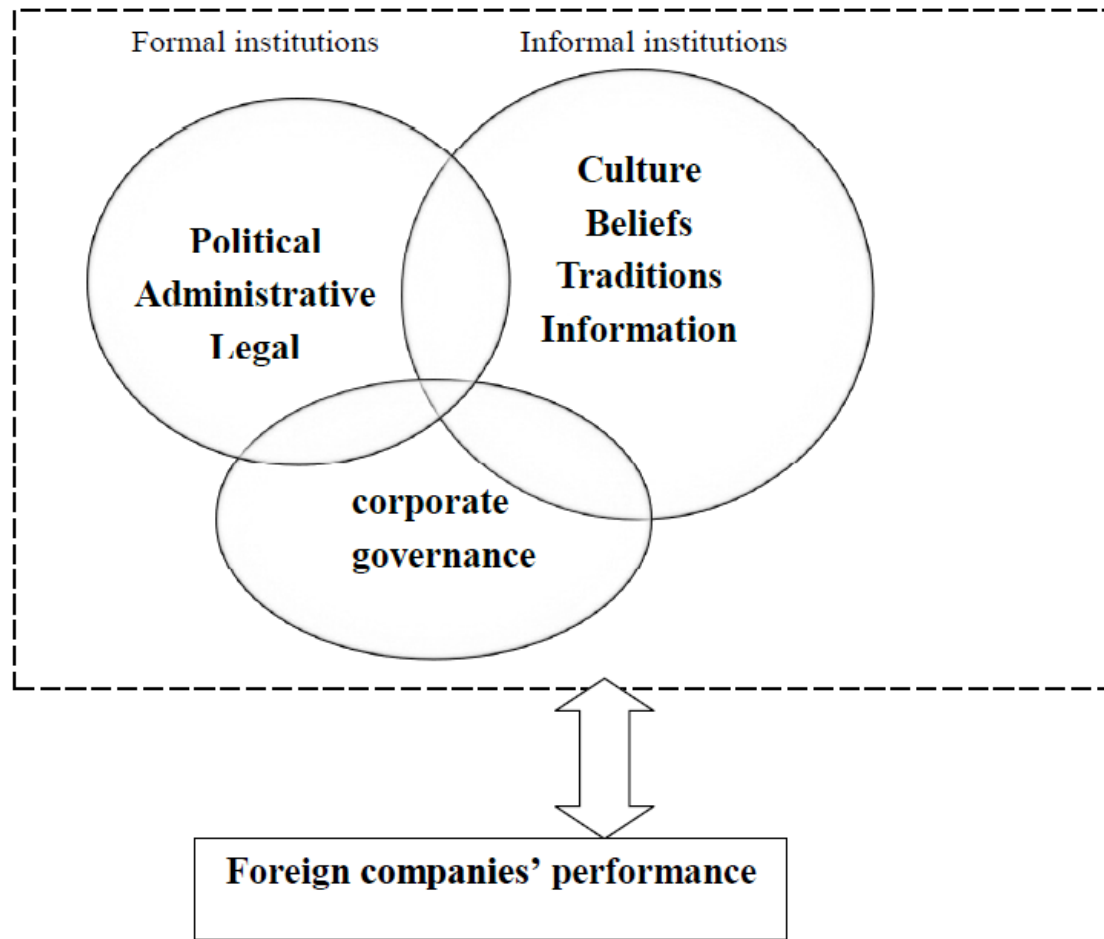 Formal institutions
Informal institutions
Political
Administrative
Legal
Culture
Beliefs
Traditions
Information
corporate
governance
Foreign companies’ performance